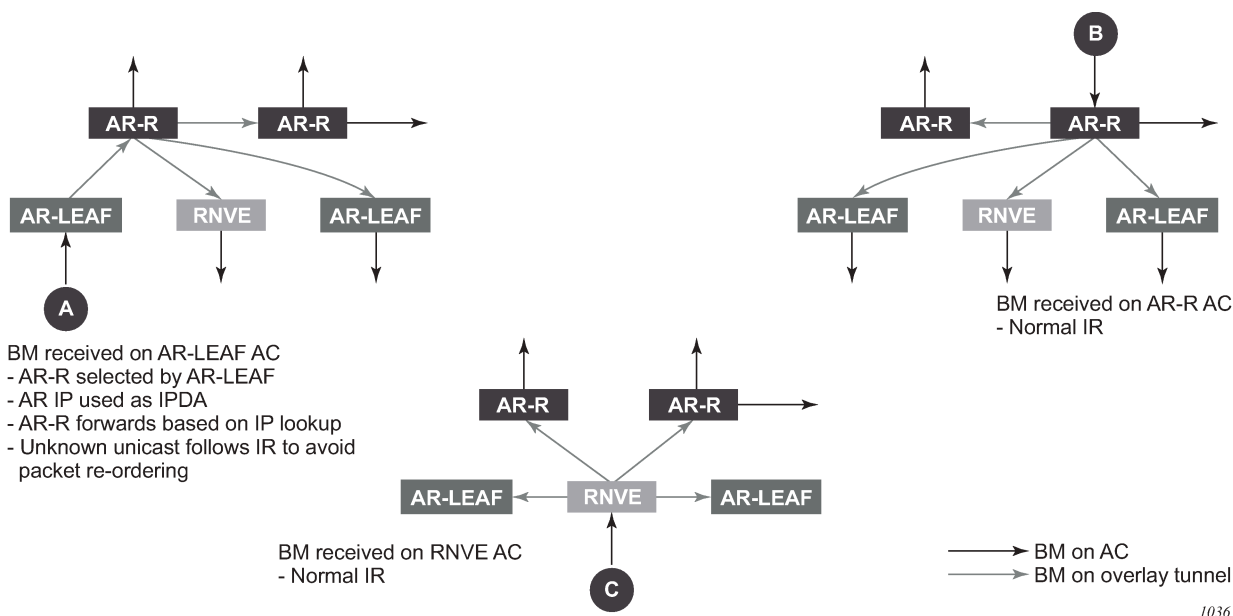 AR-R
AR-R
AR-LEAF
RNVE
AR-LEAF
A
BM received on AR-LEAF AC
- AR-R selected by AR-LEAF
- AR IP used as IPDA
- AR-R forwards based on IP lookup
- Unknown unicast follows IR to avoid
packet re-ordering
B
AR-R
AR-R
AR-LEAF
RNVE
AR-LEAF
BM received on AR-R AC
- Normal IR
AR-R
AR-R
AR-LEAF
RNVE
AR-LEAF
BM received on RNVE AC
- Normal IR
C
BM on AC
BM on overlay tunnel
1036